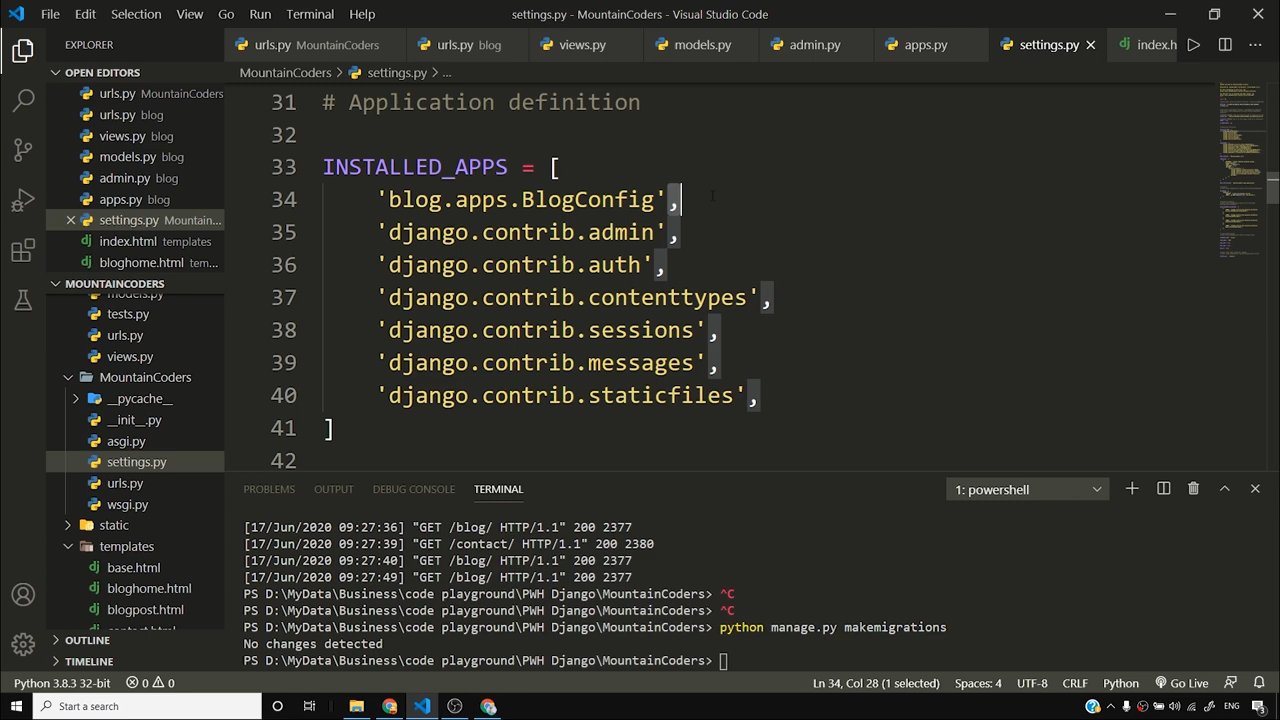 File Edit Selection View Go Run Terminal Help
settings.py - MountainCoders - Visual Studio Code
EXPLORER
urls.py MountainCoders
urls.py blog
views.py
models.py
admin.py
apps.py
settings.py
index.h
OPEN EDITORS
urls.py MountainCoders
urls.py blog
views.py blog
models.py blog
admin.py blog
apps.py blog
settings.py Mountain...
index.html templates
bloghome.html tem...
MOUNTAINCODERS
models.py
tests.py
urls.py
views.py
MountainCoders
__pycache__
__init__.py
asgi.py
settings.py
urls.py
wsgi.py
static
templates
base.html
bloghome.html
blogpost.html
contact.html
OUTLINE
TIMELINE
MountainCoders > settings.py > ...
31 # Application definition
32
33 INSTALLED_APPS = [
34 'blog.apps.BlogConfig',
35 'django.contrib.admin',
36 'django.contrib.auth',
37 'django.contrib.contenttypes',
38 'django.contrib.sessions',
39 'django.contrib.messages',
40 'django.contrib.staticfiles',
41 ]
42
PROBLEMS OUTPUT DEBUG CONSOLE TERMINAL
1: powershell
[17/Jun/2020 09:27:36] "GET /blog/ HTTP/1.1" 200 2377
[17/Jun/2020 09:27:39] "GET /contact/ HTTP/1.1" 200 2380
[17/Jun/2020 09:27:40] "GET /blog/ HTTP/1.1" 200 2377
[17/Jun/2020 09:27:49] "GET /blog/ HTTP/1.1" 200 2377
PS D:\MyData\Business\code playground\PWH Django\MountainCoders> ^C
PS D:\MyData\Business\code playground\PWH Django\MountainCoders> ^C
PS D:\MyData\Business\code playground\PWH Django\MountainCoders> python manage.py makemigrations
No changes detected
PS D:\MyData\Business\code playground\PWH Django\MountainCoders>
Python 3.8.3 32-bit 0 0
Ln 34, Col 28 (1 selected) Spaces: 4 UTF-8 CRLF Python Go Live
Start a search
ENG